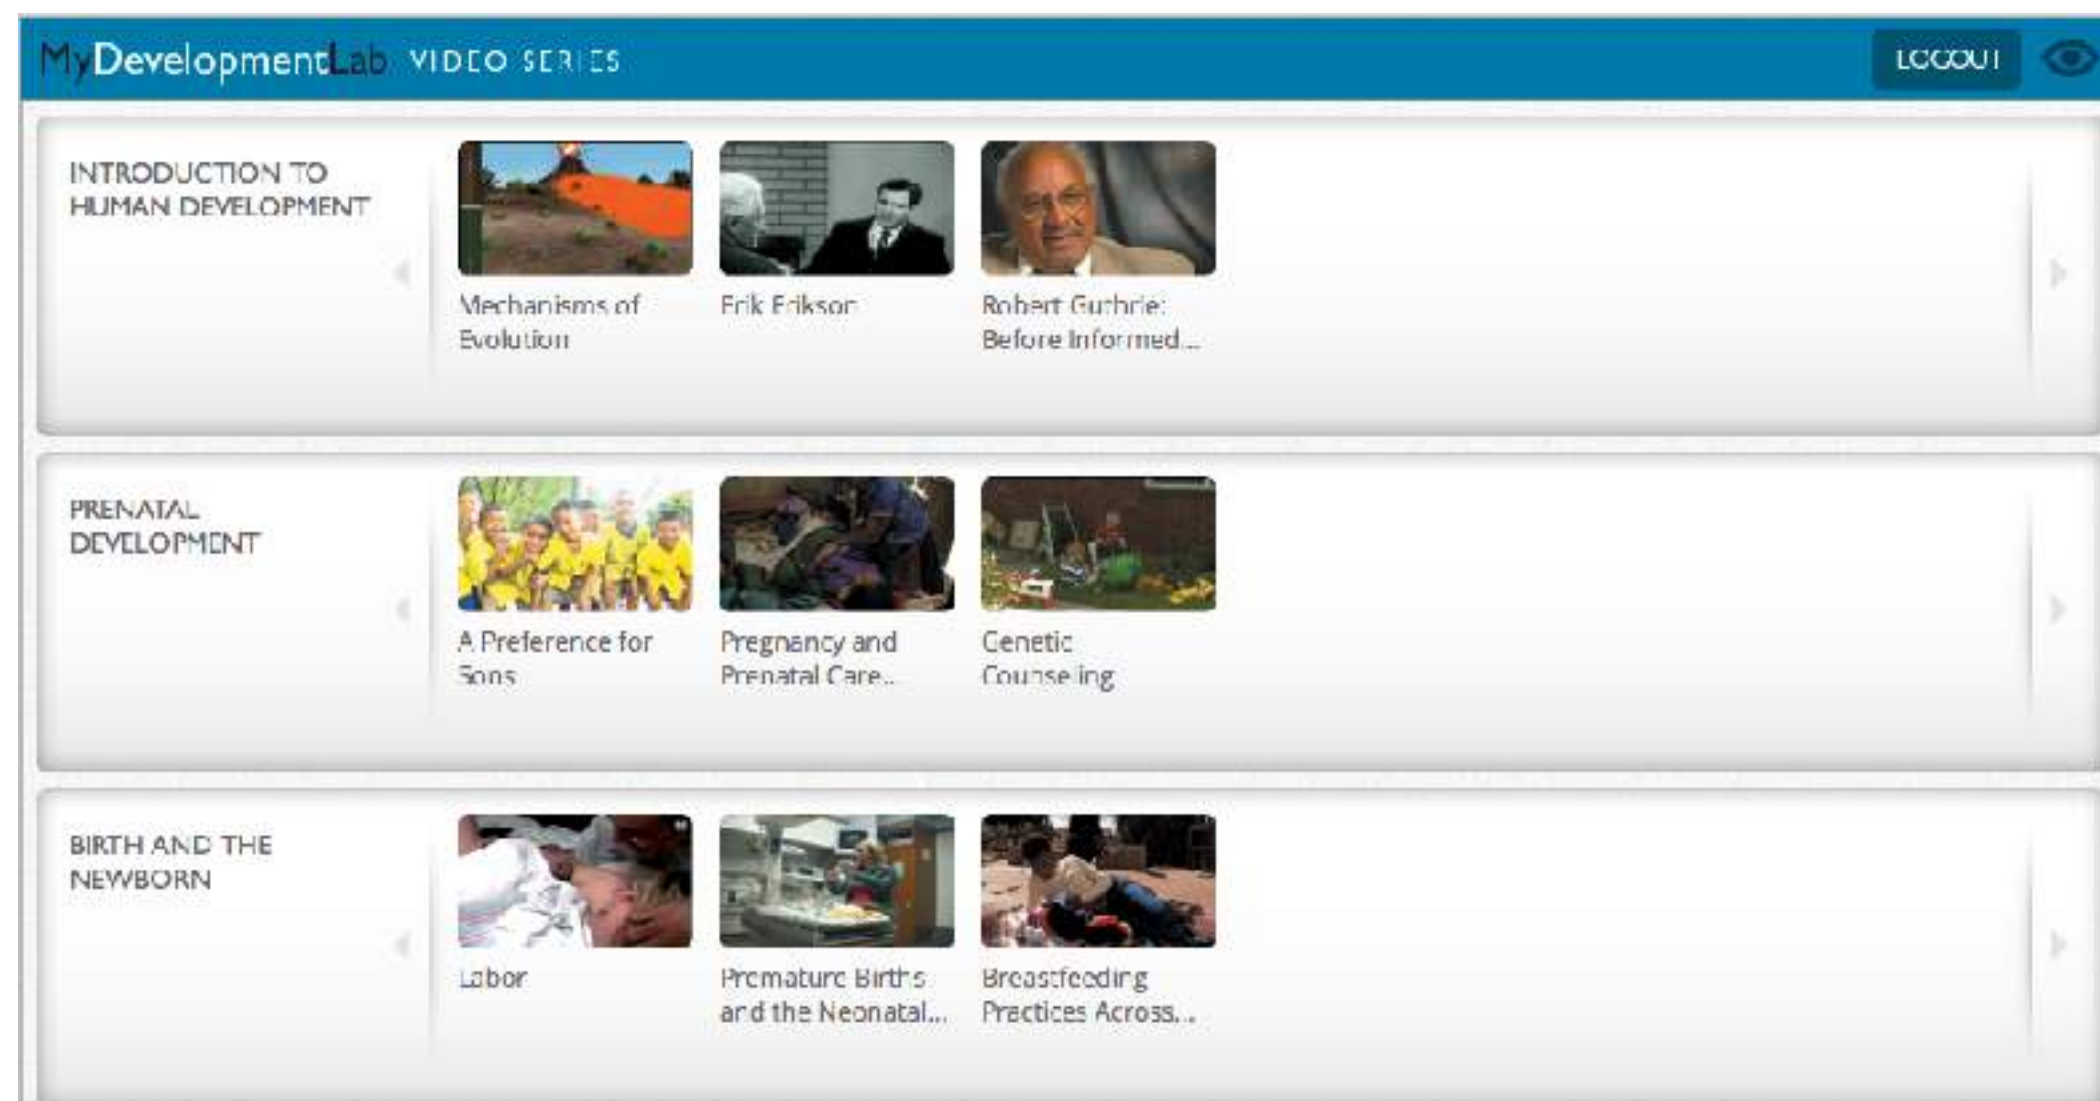 MyDevelopmentLab VIDEO SERIES
LOGOUT
INTRODUCTION TO
HUMAN DEVELOPMENT
Mechanisms of
Evolution
Erik Erikson
Robert Guthrie:
Before Informed...
PRENATAL
DEVELOPMENT
A Preference for
Sons
Pregnancy and
Prenatal Care...
Genetic
Counseling
BIRTH AND THE
NEWBORN
Labor
Premature Births
and the Neonatal...
Breastfeeding
Practices Across...